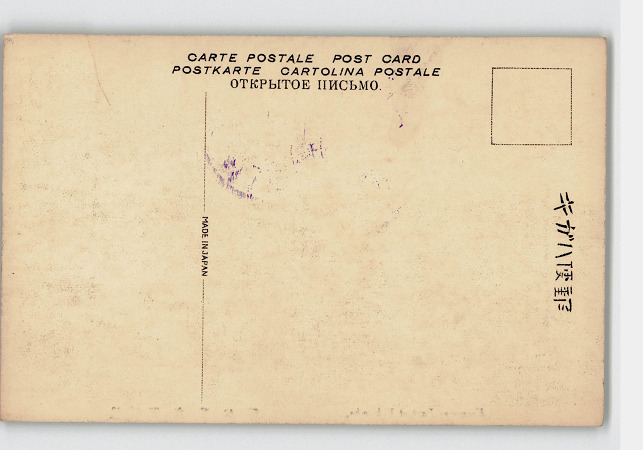 CARTE POSTALE POST CARD
POSTKARTE CARTOLINA POSTALE
ОТКРЫТОЕ ПИСЬМО.
MADE IN JAPAN
郵便ハガキ